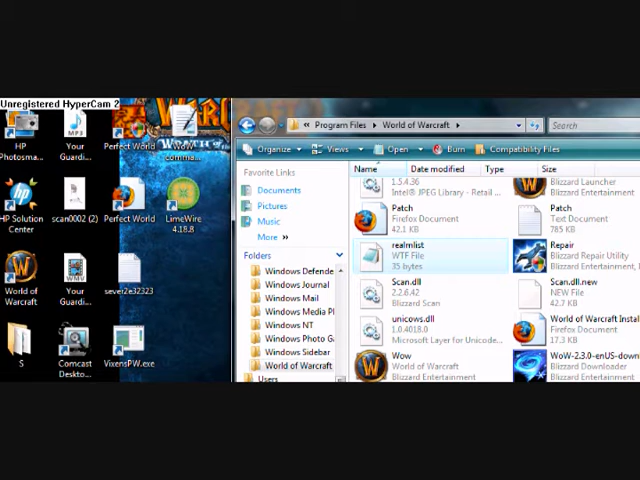 Unregistered HyperCam 2
HP
Photosma...
Your
Guardi...
Perfect World
Wow
comma...
HP Solution
Center
scan0002 (2)
Perfect World
LimeWire
4.18.8
World of
Warcraft
Your
Guardi...
sever2e32323
S
Comcast
Deskto...
VixensPW.exe
« Program Files World of Warcraft
Search
Organize Views Open Burn Compatibility Files
Favorite Links
Documents
Pictures
Music
More »
Folders
Windows Defende
Windows Journal
Windows Mail
Windows Media Pl
Windows NT
Windows Photo Ga
Windows Sidebar
World of Warcraft
Users
Name Date modified Type Size
1.5.4.36
Intel® JPEG Library - Retail ...
Blizzard Launcher
Blizzard Entertainment
Patch
Firefox Document
42.1 KB
Patch
Text Document
785 KB
realmlist
WTF File
35 bytes
Repair
Blizzard Repair Utility
Blizzard Entertainment
Scan.dll
2.2.6.42
Blizzard Scan
Scan.dll.new
NEW File
42.7 KB
unicows.dll
1.0.4018.0
Microsoft Layer for Unicode...
World of Warcraft Instal
Firefox Document
17.3 KB
Wow
World of Warcraft
Blizzard Entertainment
WoW-2.3.0-enUS-down
Blizzard Downloader
Blizzard Entertainment